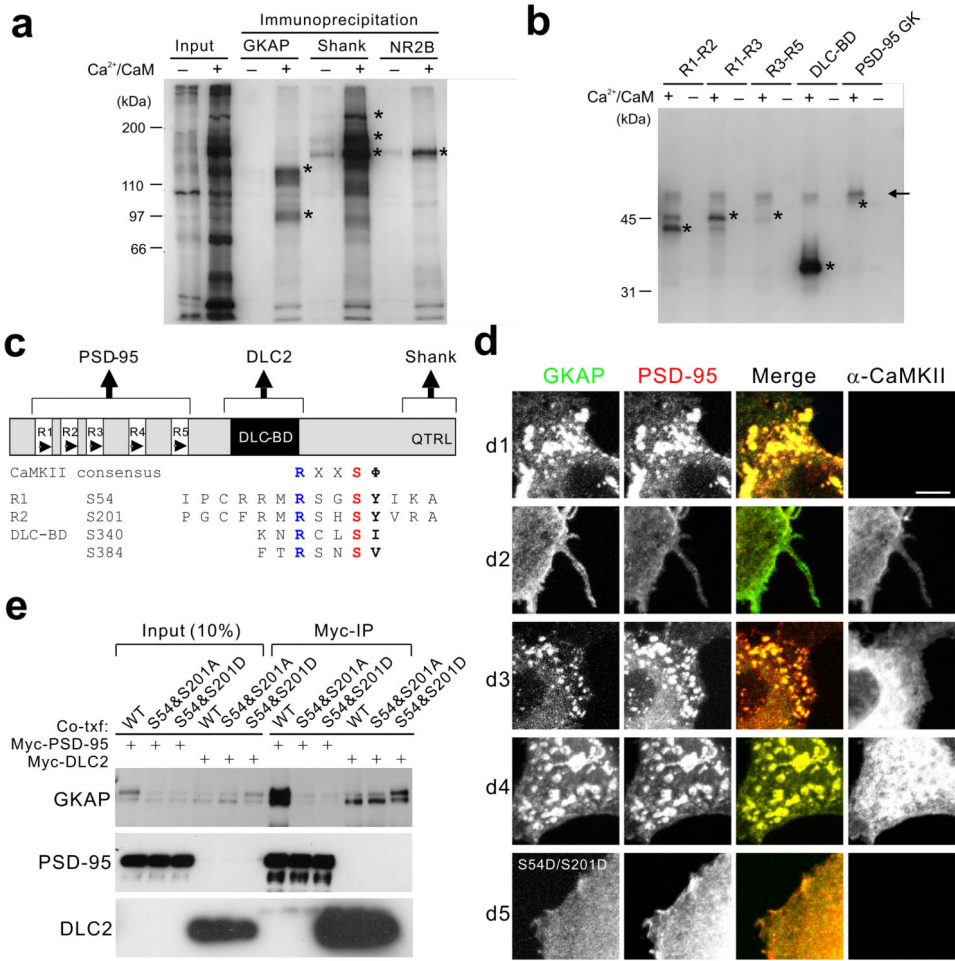 a
Immunoprecipitation
Input GKAP Shank NR2B
Ca2+/CaM – + – + – + – +
(kDa)
200
110
97
66
*
*
*
*
*
*
b
R1-R2 R1-R3 R3-R5 DLC-BD PSD-95 GK
Ca2+/CaM + – + – + – + – + –
(kDa)
45
31
*
*
*
*
*
c
PSD-95 DLC2 Shank
R1 R2 R3 R4 R5 DLC-BD QTRL
CaMKII consensus R X X S Φ
R1 S54 I P C R R M R S G S Y I K A
R2 S201 P G C F R M R S H S Y V R A
DLC-BD S340 K N R C L S I
S384 F T R S N S V
d
GKAP PSD-95 Merge α-CaMKII
d1
d2
d3
d4
d5
S54D/S201D
e
Input (10%) Myc-IP
Co-txf: WT S54&S201A S54&S201D WT S54&S201A S54&S201D WT S54&S201A S54&S201D WT S54&S201A S54&S201D
Myc-PSD-95 + + + + + +
Myc-DLC2 + + + + + +
GKAP
PSD-95
DLC2